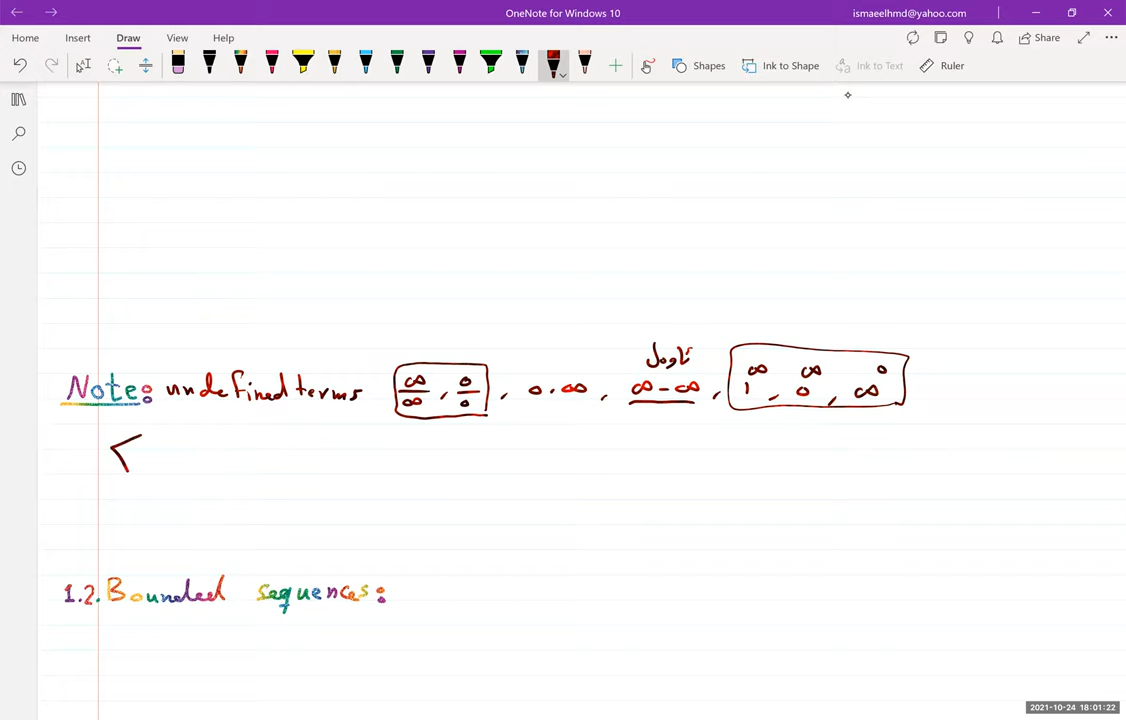 OneNote for Windows 10
ismaeelhmd@yahoo.com
Home Insert Draw View Help
Share
Shapes Ink to Shape Ink to Text Ruler
Note: undefined terms ∞/∞ , 0/0 , 0.∞ , ∞-∞ , 1^∞ , 0^∞ , ∞^0
<
1.2. Bounded sequences:
2021-10-24 18:01:22